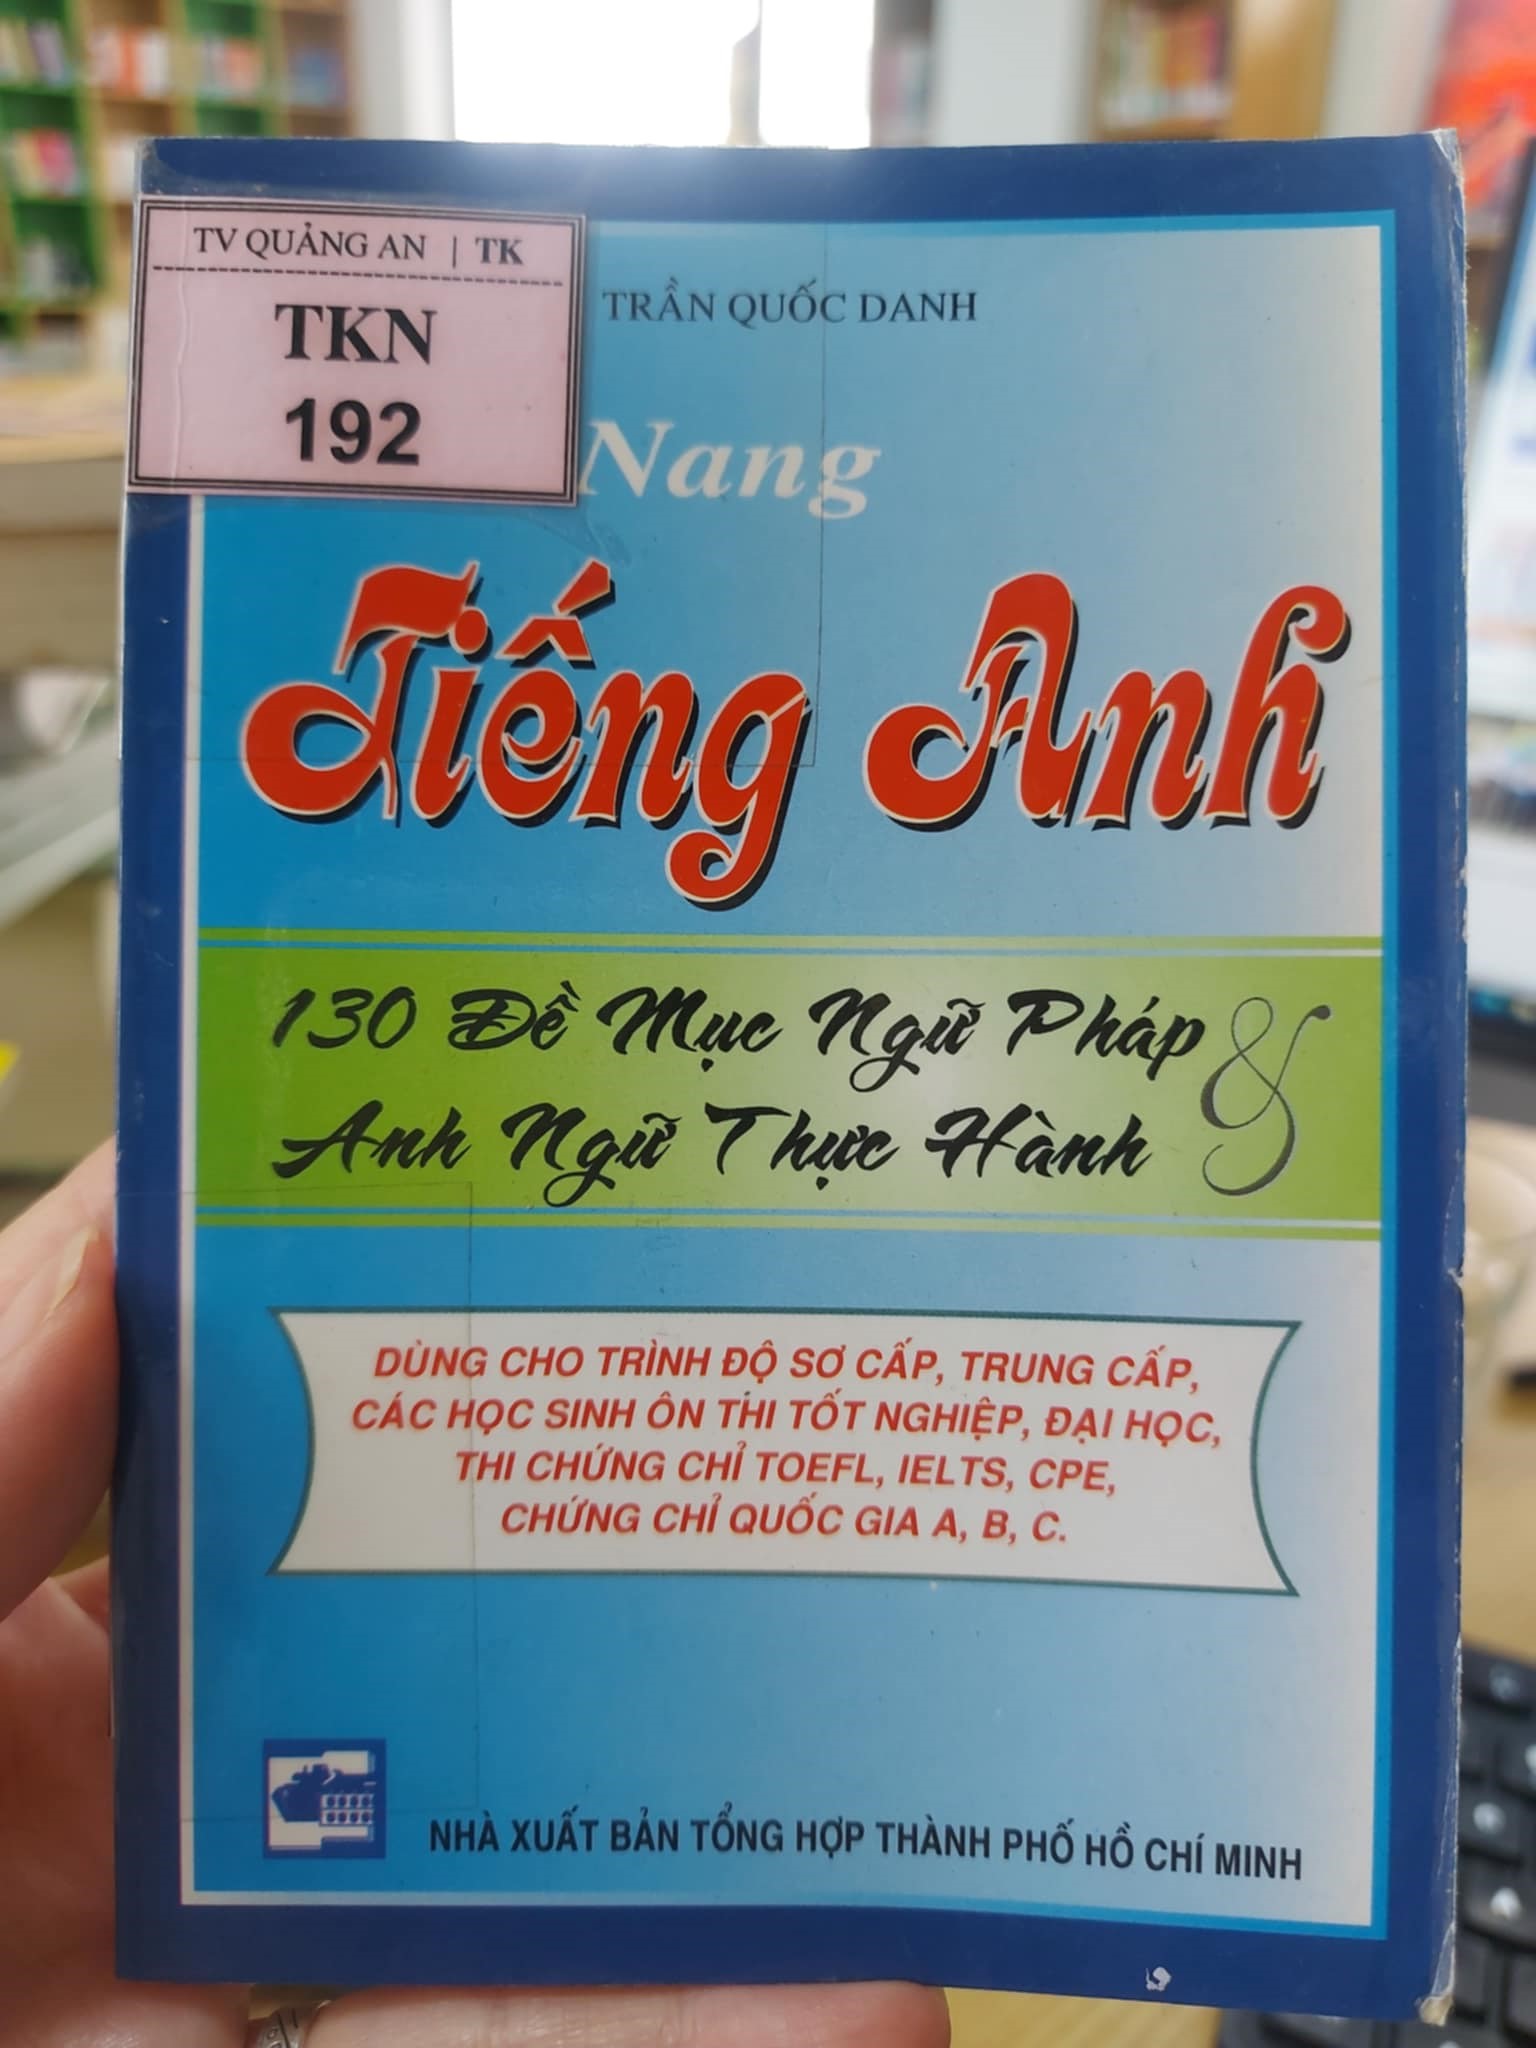 TV QUẢNG AN | TK
TKN
192
TRẦN QUỐC DANH
Nang
Tiếng Anh
130 Đề Mục Ngữ Pháp &
Anh Ngữ Thực Hành
DÙNG CHO TRÌNH ĐỘ SƠ CẤP, TRUNG CẤP,
CÁC HỌC SINH ÔN THI TỐT NGHIỆP, ĐẠI HỌC,
THI CHỨNG CHỈ TOEFL, IELTS, CPE,
CHỨNG CHỈ QUỐC GIA A, B, C.
NHÀ XUẤT BẢN TỔNG HỢP THÀNH PHỐ HỒ CHÍ MINH